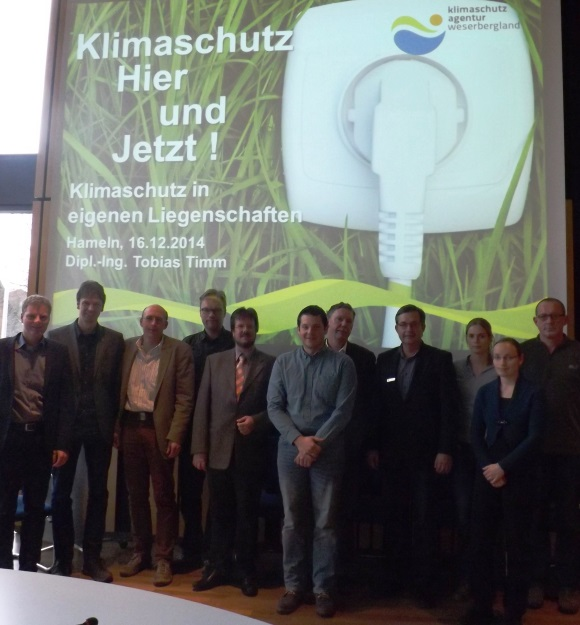 klimaschutz
agentur
weserbergland
Klimaschutz
Hier
und
Jetzt !
Klimaschutz in
eigenen Liegenschaften
Hameln, 16.12.2014
Dipl.-Ing. Tobias Timm